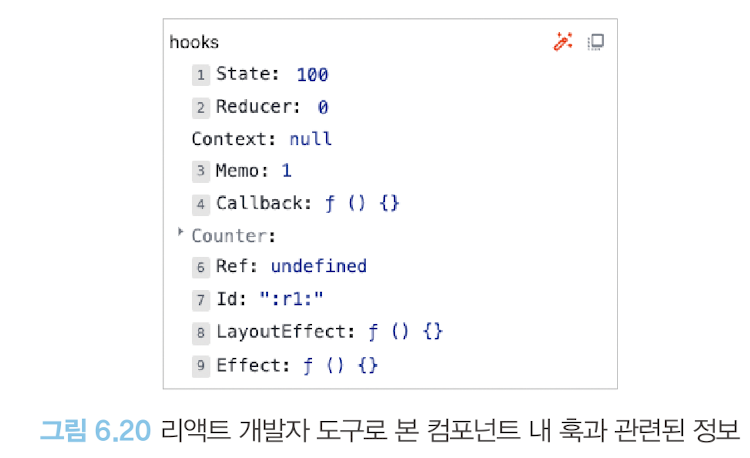 hooks
1 State: 100
2 Reducer: 0
Context: null
3 Memo: 1
4 Callback: ƒ () {}
Counter:
6 Ref: undefined
7 Id: ":r1:"
8 LayoutEffect: ƒ () {}
9 Effect: ƒ () {}
그림 6.20 리액트 개발자 도구로 본 컴포넌트 내 훅과 관련된 정보